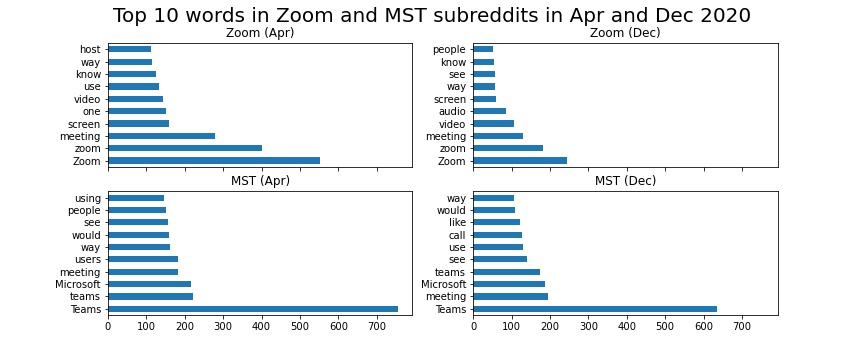 Top 10 words in Zoom and MST subreddits in Apr and Dec 2020
Zoom (Apr)
host
way
know
use
video
one
screen
meeting
zoom
Zoom
Zoom (Dec)
people
know
see
way
screen
audio
video
meeting
zoom
Zoom
MST (Apr)
using
people
see
would
way
users
meeting
Microsoft
teams
Teams
0 100 200 300 400 500 600 700
MST (Dec)
way
would
like
call
use
see
teams
Microsoft
meeting
Teams
0 100 200 300 400 500 600 700